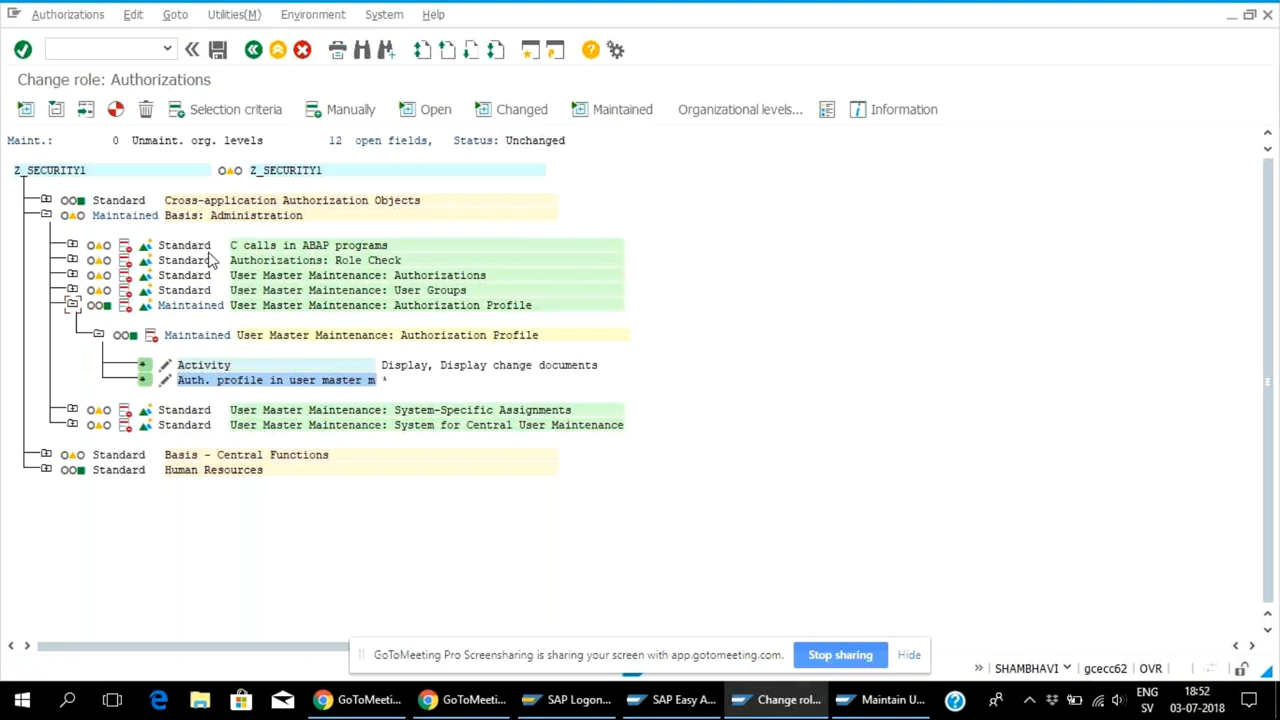 Authorizations Edit Goto Utilities(M) Environment System Help
Change role: Authorizations
Selection criteria Manually Open Changed Maintained Organizational levels... Information
Maint.: 0 Unmaint. org. levels 12 open fields, Status: Unchanged
Z_SECURITY1 Z_SECURITY1
Standard Cross-application Authorization Objects
Maintained Basis: Administration
Standard C calls in ABAP programs
Standard Authorizations: Role Check
Standard User Master Maintenance: Authorizations
Standard User Master Maintenance: User Groups
Maintained User Master Maintenance: Authorization Profile
Maintained User Master Maintenance: Authorization Profile
Activity Display, Display change documents
Auth. profile in user master m *
Standard User Master Maintenance: System-Specific Assignments
Standard User Master Maintenance: System for Central User Maintenance
Standard Basis - Central Functions
Standard Human Resources
GoToMeeting Pro Screensharing is sharing your screen with app.gotomeeting.com. Stop sharing Hide
SHAMBHAVI gcecc62 OVR
GoToMeeti... GoToMeeti... SAP Logon... SAP Easy A... Change rol... Maintain U... ENG 18:52
SV 03-07-2018